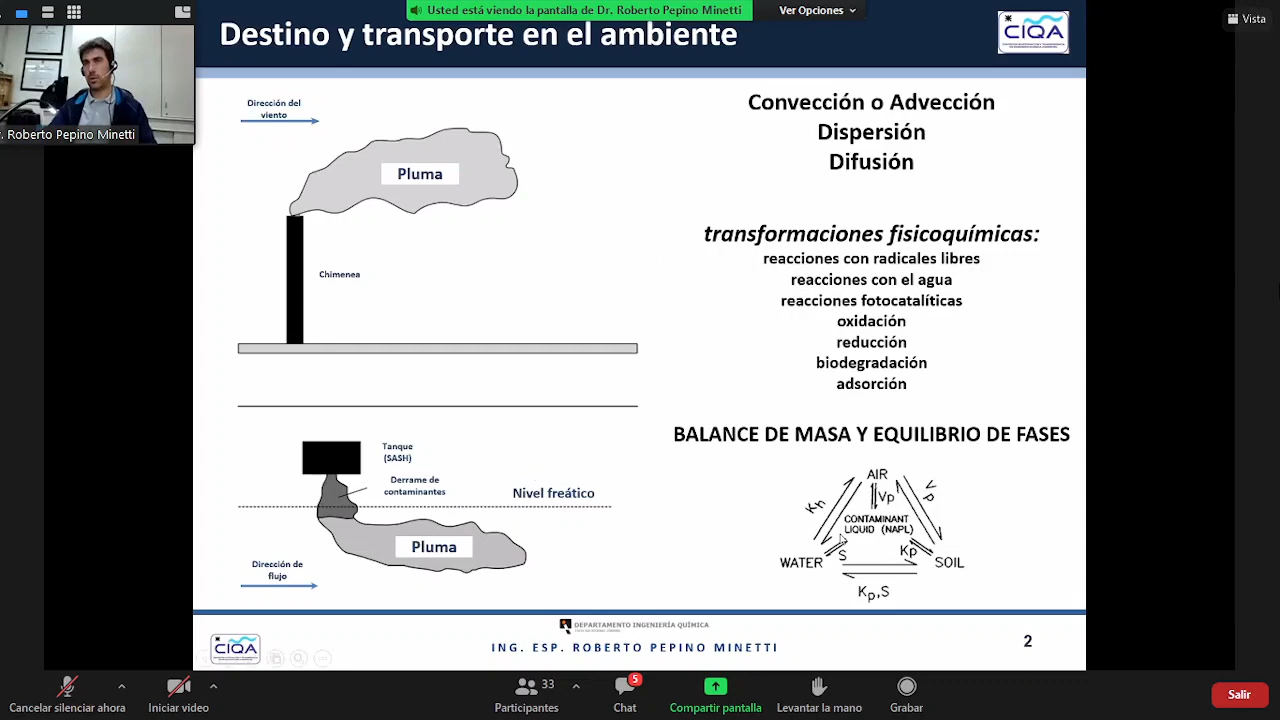 Usted está viendo la pantalla de Dr. Roberto Pepino Minetti
Ver Opciones
Vista
r. Roberto Pepino Minetti
Destino y transporte en el ambiente
CIQA
Dirección del
viento
Pluma
Chimenea
Tanque
(SASH)
Derrame de
contaminantes
Nivel freático
Pluma
Dirección de
flujo
Convección o Advección
Dispersión
Difusión
transformaciones fisicoquímicas:
reacciones con radicales libres
reacciones con el agua
reacciones fotocatalíticas
oxidación
reducción
biodegradación
adsorción
BALANCE DE MASA Y EQUILIBRIO DE FASES
AIR
Kh
Vp
Vp
CONTAMINANT
LIQUID (NAPL)
WATER
S
Kp
SOIL
Kp,S
DEPARTAMENTO INGENIERÍA QUÍMICA
CIQA
ING. ESP. ROBERTO PEPINO MINETTI
2
33
5
Cancelar silenciar ahora
Iniciar video
Participantes
Chat
Compartir pantalla
Levantar la mano
Grabar
Salir